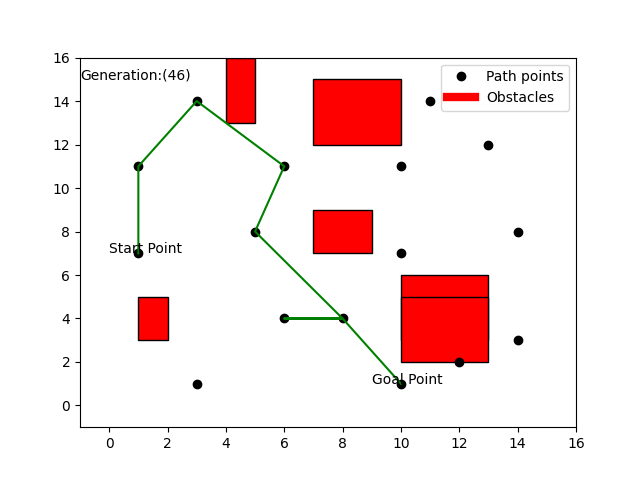 16
Generation:(46)
Path points
Obstacles
14
12
10
8
Start Point
6
4
2
Goal Point
0
0 2 4 6 8 10 12 14 16